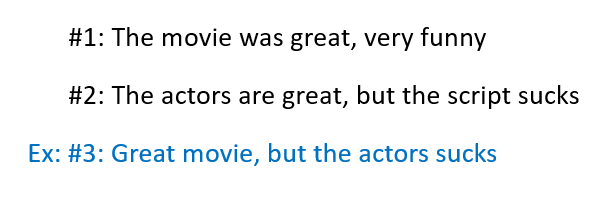 #1: The movie was great, very funny
#2: The actors are great, but the script sucks
Ex: #3: Great movie, but the actors sucks